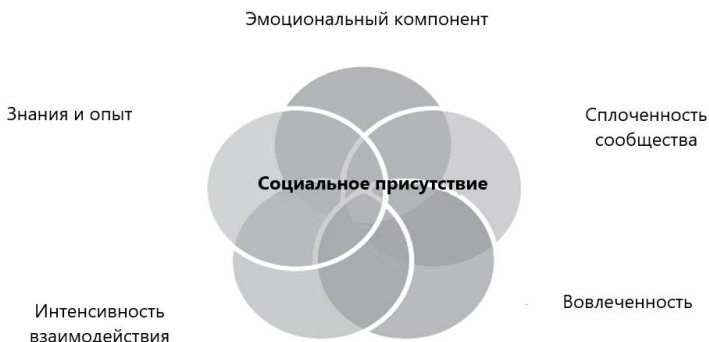 Эмоциональный компонент
Знания и опыт
Сплоченность
сообщества
Социальное присутствие
Вовлеченность
Интенсивность
взаимодействия